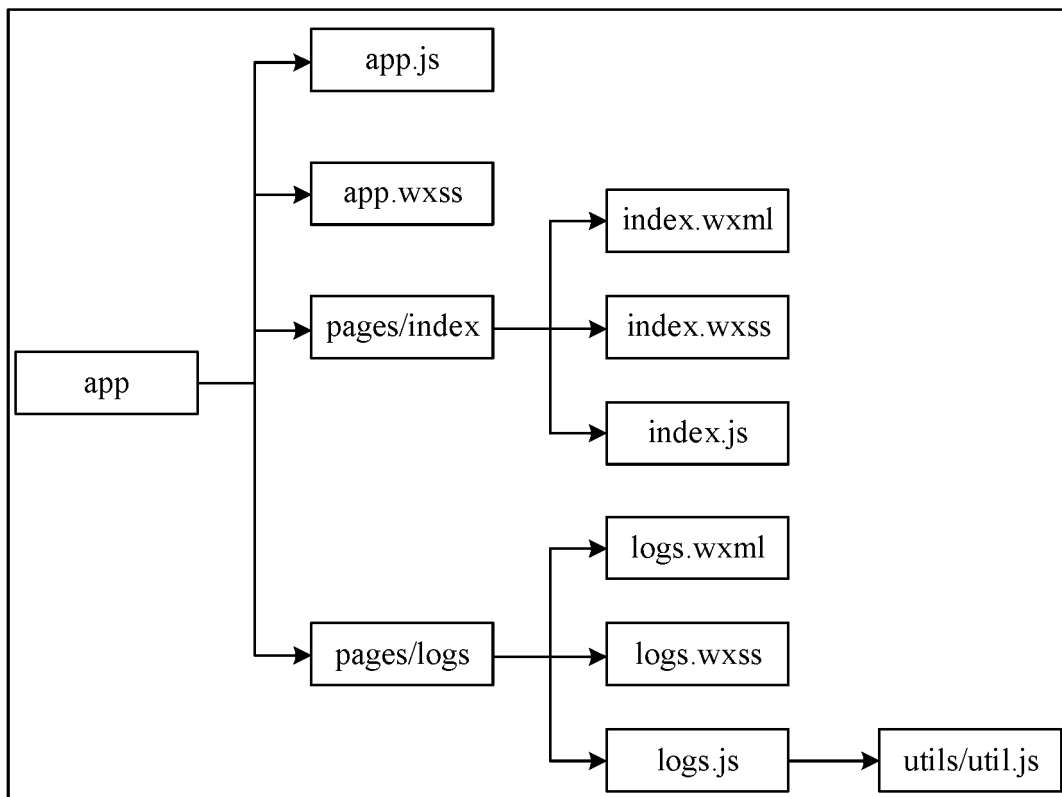 app
app.js
app.wxss
pages/index
index.wxml
index.wxss
index.js
pages/logs
logs.wxml
logs.wxss
logs.js
utils/util.js